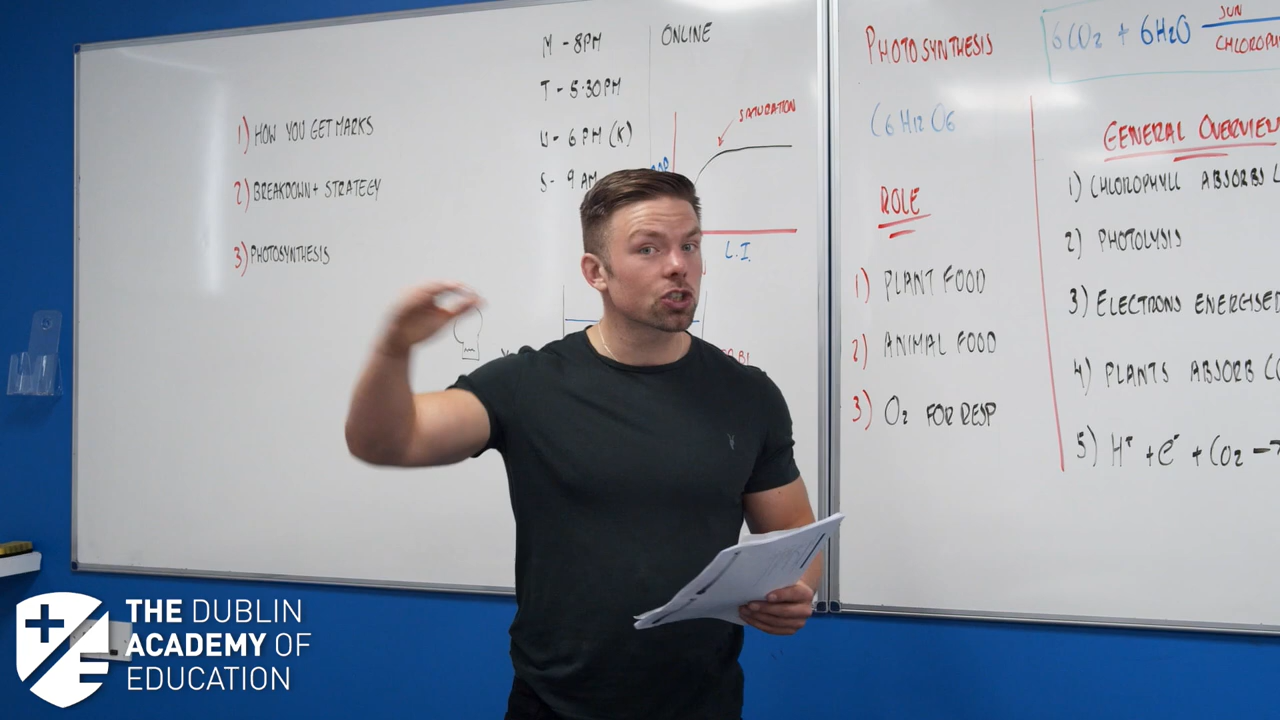 1) HOW YOU GET MARKS
2) BREAKDOWN + STRATEGY
3) PHOTOSYNTHESIS
M - 8PM
T - 5:30PM
W - 6PM (K)
S - 9AM
ONLINE
SATURATION
L.I.
PHOTOSYNTHESIS
C6H12O6
ROLE
1) PLANT FOOD
2) ANIMAL FOOD
3) O2 FOR RESP
6CO2 + 6H2O
SUN
GENERAL OVERVIEW
1) CHLOROPHYLL ABSORBS
2) PHOTOLYSIS
3) ELECTRONS ENERGISED
4) PLANTS ABSORB
5) H+ + e- + CO2 →
THE DUBLIN
ACADEMY OF
EDUCATION